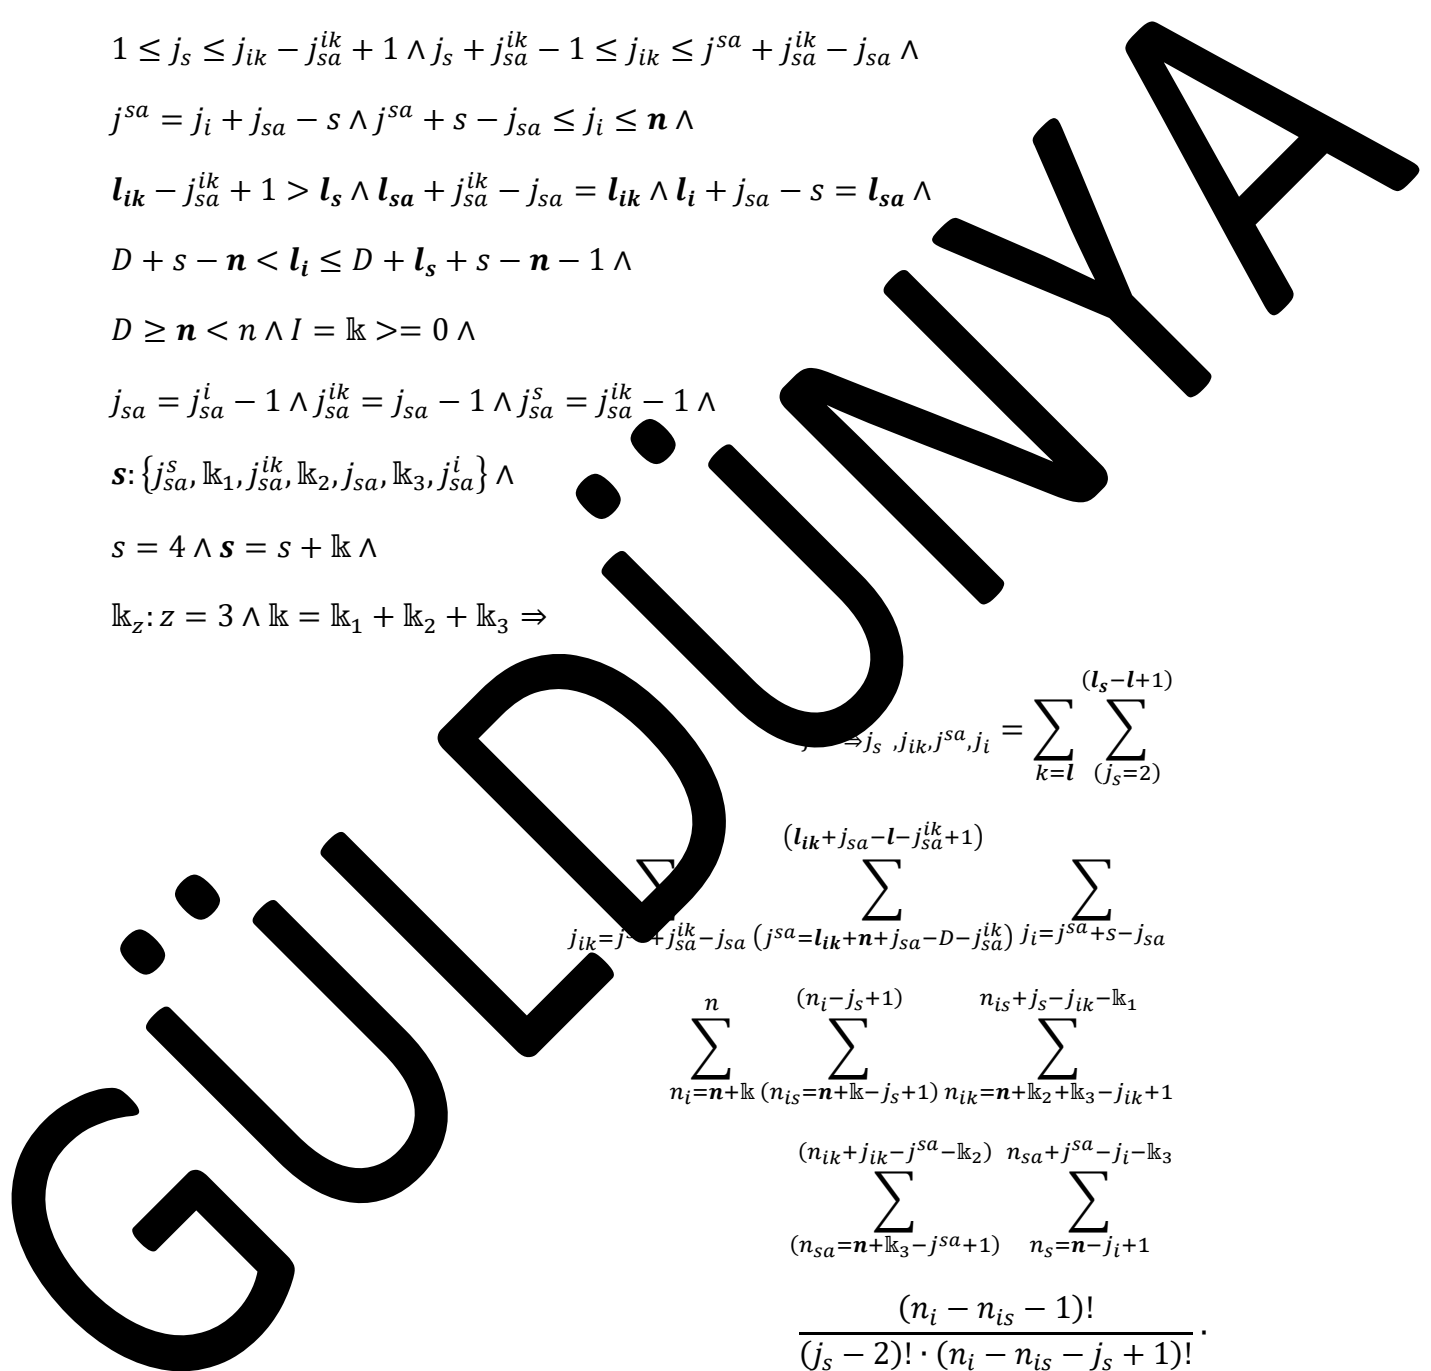 1 ≤ j_s ≤ j_{ik} − j_{sa}^{ik} + 1 ∧ j_s + j_{sa}^{ik} − 1 ≤ j_{ik} ≤ j^{sa} + j_{sa}^{ik} − j_{sa} ∧
j^{sa} = j_i + j_{sa} − s ∧ j^{sa} + s − j_{sa} ≤ j_i ≤ n ∧
l_{ik} − j_{sa}^{ik} + 1 > l_s ∧ l_{sa} + j_{sa}^{ik} − j_{sa} = l_{ik} ∧ l_i + j_{sa} − s = l_{sa} ∧
D + s − n < l_i ≤ D + l_s + s − n − 1 ∧
D ≥ n < n ∧ I = 𝕜 >= 0 ∧
j_{sa} = j_{sa}^i − 1 ∧ j_{sa}^{ik} = j_{sa} − 1 ∧ j_{sa}^s = j_{sa}^{ik} − 1 ∧
s: {j_{sa}^s, 𝕜_1, j_{sa}^{ik}, 𝕜_2, j_{sa}, 𝕜_3, j_{sa}^i} ∧
s = 4 ∧ s = s + 𝕜 ∧
𝕜_z: z = 3 ∧ 𝕜 = 𝕜_1 + 𝕜_2 + 𝕜_3 ⇒
⇒j_s ,j_{ik},j^{sa},j_i = ∑_{k=l} ∑_{(j_s=2)}^{(l_s−l+1)}
∑_{j_{ik}=j^{sa}+j_{sa}^{ik}−j_{sa}} ∑_{(j^{sa}=l_{ik}+n+j_{sa}−D−j_{sa}^{ik})}^{(l_{ik}+j_{sa}−l−j_{sa}^{ik}+1)} ∑_{j_i=j^{sa}+s−j_{sa}}
∑_{n_i=n+𝕜}^{n} ∑_{(n_{is}=n+𝕜−j_s+1)}^{(n_i−j_s+1)} ∑_{n_{ik}=n+𝕜_2+𝕜_3−j_{ik}+1}^{n_{is}+j_s−j_{ik}−𝕜_1}
∑_{(n_{sa}=n+𝕜_3−j^{sa}+1)}^{(n_{ik}+j_{ik}−j^{sa}−𝕜_2)} ∑_{n_s=n−j_i+1}^{n_{sa}+j^{sa}−j_i−𝕜_3}
(n_i − n_{is} − 1)!
(j_s − 2)! · (n_i − n_{is} − j_s + 1)! ·
GÜLDÜNYA